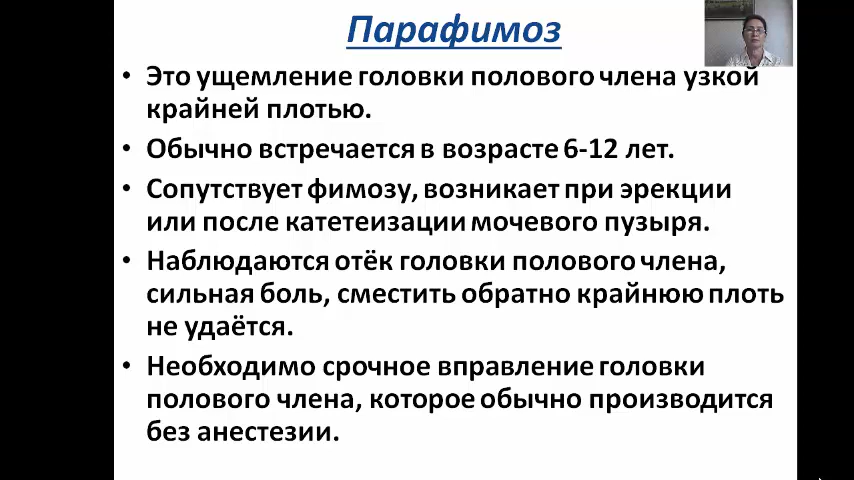 Парафимоз
• Это ущемление головки полового члена узкой
крайней плотью.
• Обычно встречается в возрасте 6-12 лет.
• Сопутствует фимозу, возникает при эрекции
или после катетеизации мочевого пузыря.
• Наблюдаются отёк головки полового члена,
сильная боль, сместить обратно крайнюю плоть
не удаётся.
• Необходимо срочное вправление головки
полового члена, которое обычно производится
без анестезии.